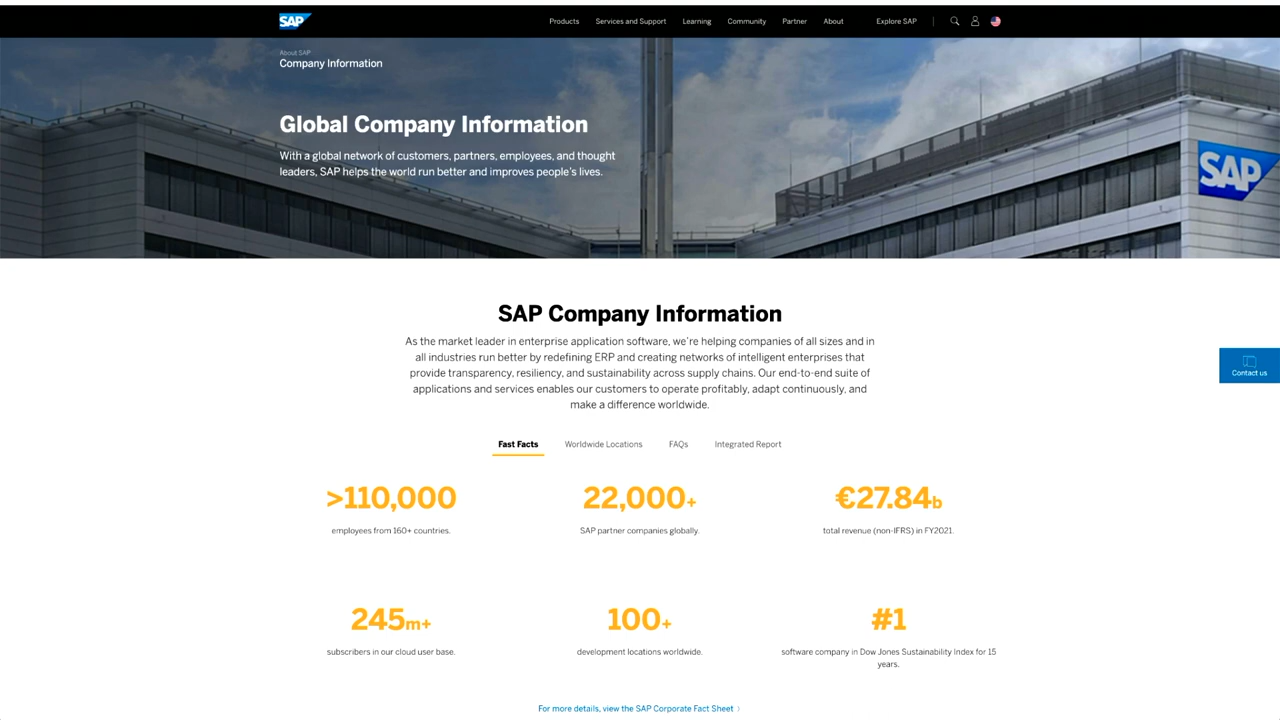 SAP
Products Services and Support Learning Community Partner About Explore SAP
About SAP
Company Information
Global Company Information
With a global network of customers, partners, employees, and thought
leaders, SAP helps the world run better and improves people's lives.
SAP
SAP Company Information
As the market leader in enterprise application software, we're helping companies of all sizes and in
all industries run better by redefining ERP and creating networks of intelligent enterprises that
provide transparency, resiliency, and sustainability across supply chains. Our end-to-end suite of
applications and services enables our customers to operate profitably, adapt continuously, and
make a difference worldwide.
Contact us
Fast Facts Worldwide Locations FAQs Integrated Report
>110,000 22,000+ €27.84b
employees from 160+ countries. SAP partner companies globally. total revenue (non-IFRS) in FY2021.
245m+ 100+ #1
subscribers in our cloud user base. development locations worldwide. software company in Dow Jones Sustainability Index for 15
years.
For more details, view the SAP Corporate Fact Sheet